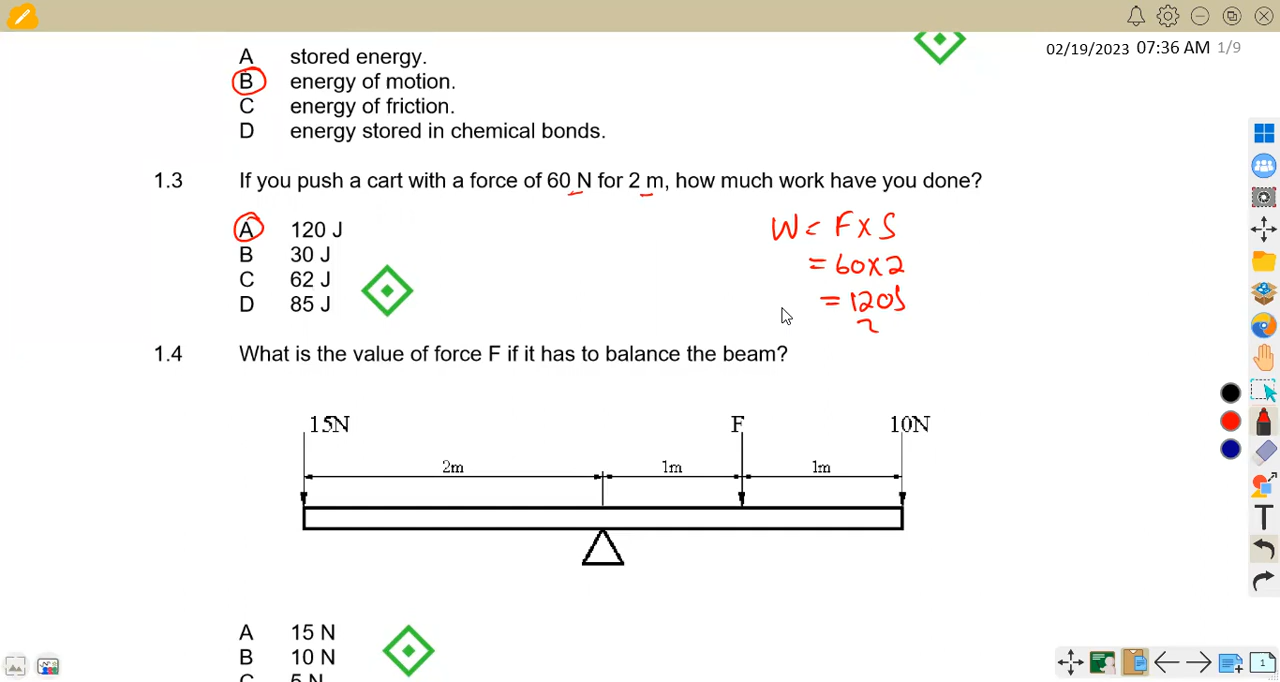 02/19/2023 07:36 AM 1/9
A stored energy.
B energy of motion.
C energy of friction.
D energy stored in chemical bonds.
1.3 If you push a cart with a force of 60 N for 2 m, how much work have you done?
A 120 J
B 30 J
C 62 J
D 85 J
W = F x S
= 60 x 2
= 120J
1.4 What is the value of force F if it has to balance the beam?
15N F 10N
2m 1m 1m
A 15 N
B 10 N
C 5 N